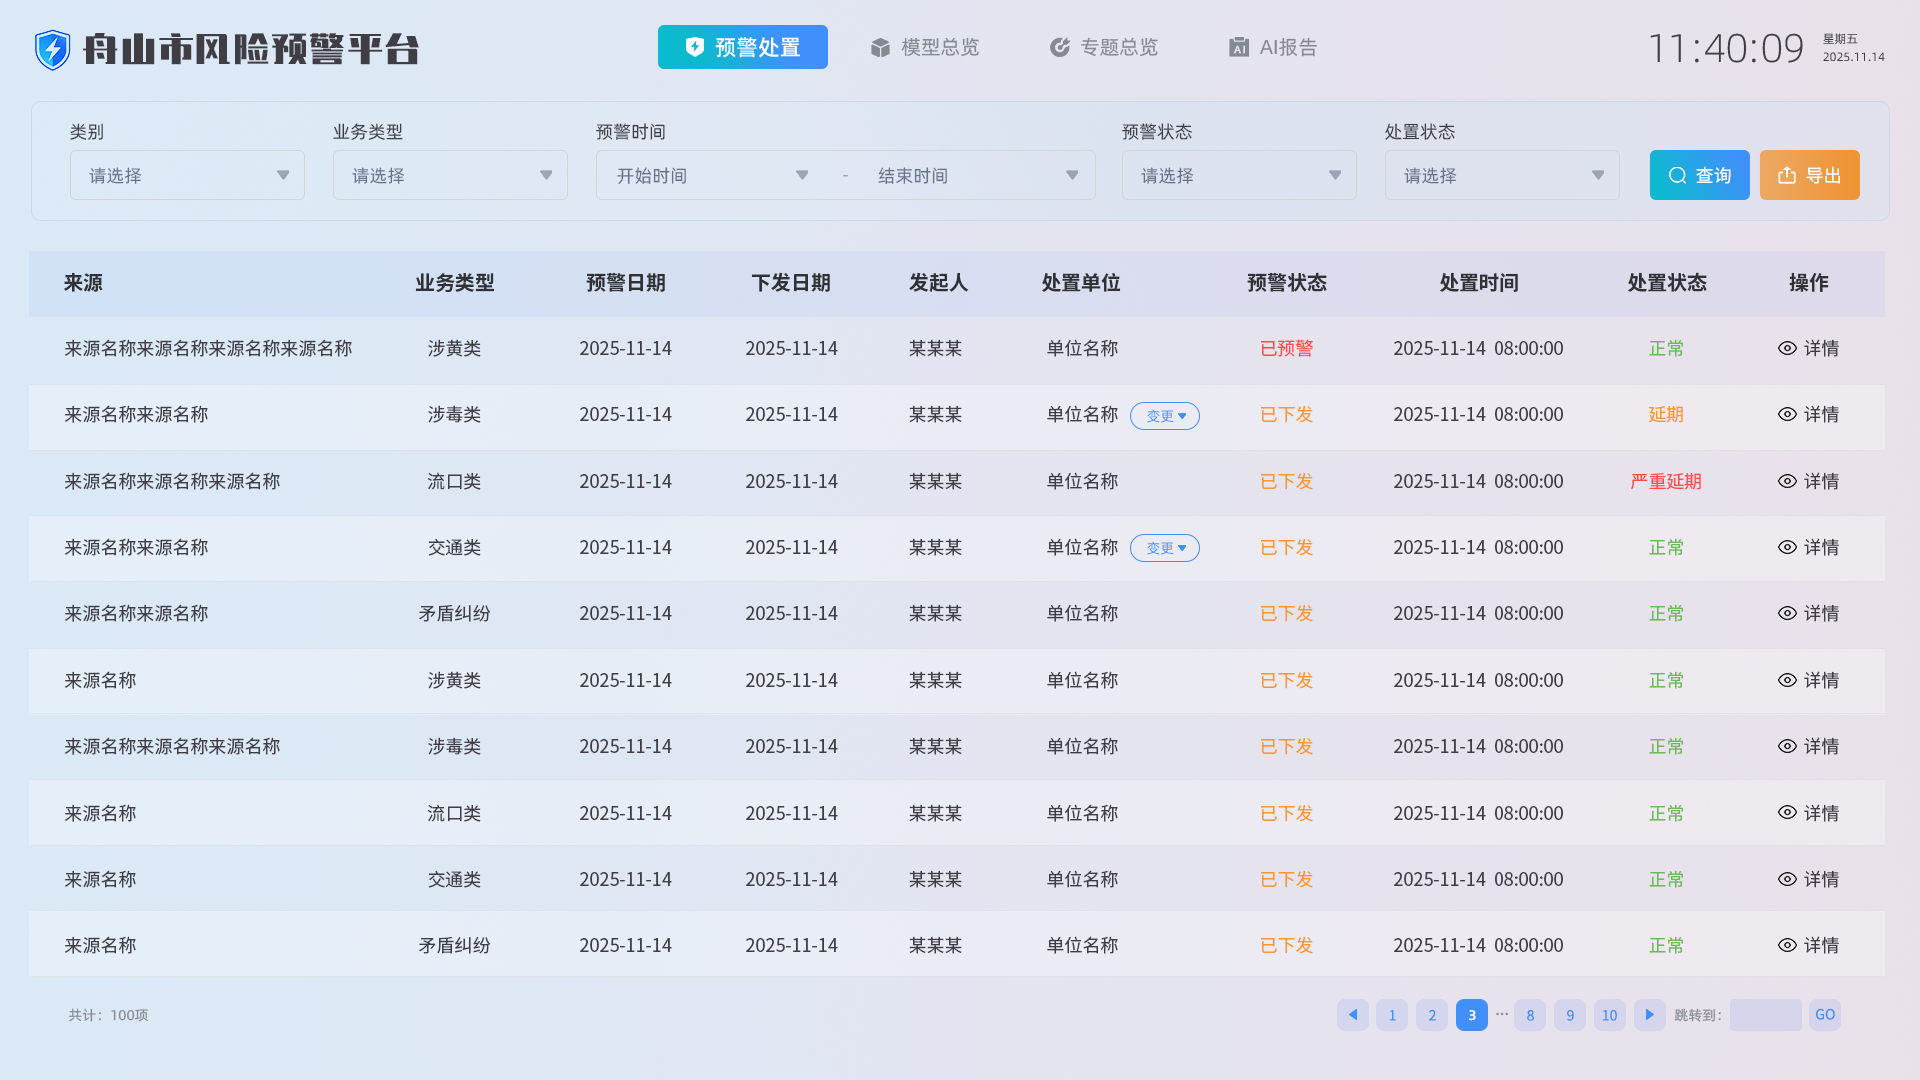 舟山市风险预警平台
预警处置 模型总览 专题总览 AI报告
11:40:09 星期五
2025.11.14
类别 业务类型 预警时间 预警状态 处置状态
请选择 请选择 开始时间 - 结束时间 请选择 请选择 查询 导出
来源 业务类型 预警日期 下发日期 发起人 处置单位 预警状态 处置时间 处置状态 操作
来源名称来源名称来源名称来源名称 涉黄类 2025-11-14 2025-11-14 某某某 单位名称 已预警 2025-11-14 08:00:00 正常 详情
来源名称来源名称 涉毒类 2025-11-14 2025-11-14 某某某 单位名称 变更 已下发 2025-11-14 08:00:00 延期 详情
来源名称来源名称来源名称 流口类 2025-11-14 2025-11-14 某某某 单位名称 已下发 2025-11-14 08:00:00 严重延期 详情
来源名称来源名称 交通类 2025-11-14 2025-11-14 某某某 单位名称 变更 已下发 2025-11-14 08:00:00 正常 详情
来源名称来源名称 矛盾纠纷 2025-11-14 2025-11-14 某某某 单位名称 已下发 2025-11-14 08:00:00 正常 详情
来源名称 涉黄类 2025-11-14 2025-11-14 某某某 单位名称 已下发 2025-11-14 08:00:00 正常 详情
来源名称来源名称来源名称 涉毒类 2025-11-14 2025-11-14 某某某 单位名称 已下发 2025-11-14 08:00:00 正常 详情
来源名称 流口类 2025-11-14 2025-11-14 某某某 单位名称 已下发 2025-11-14 08:00:00 正常 详情
来源名称 交通类 2025-11-14 2025-11-14 某某某 单位名称 已下发 2025-11-14 08:00:00 正常 详情
来源名称 矛盾纠纷 2025-11-14 2025-11-14 某某某 单位名称 已下发 2025-11-14 08:00:00 正常 详情
共计：100项 1 2 3 ··· 8 9 10 跳转到： GO